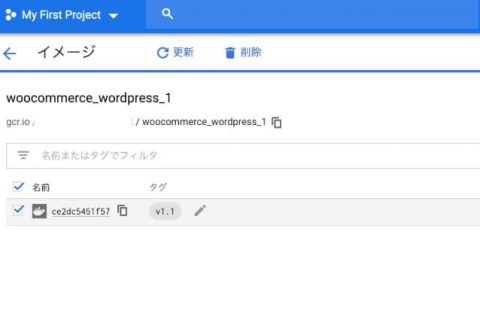 My First Project
イメージ 更新 削除
woocommerce_wordpress_1
gcr.io / : / woocommerce_wordpress_1
名前またはタグでフィルタ
名前 タグ
ce2dc5451f57 v1.1